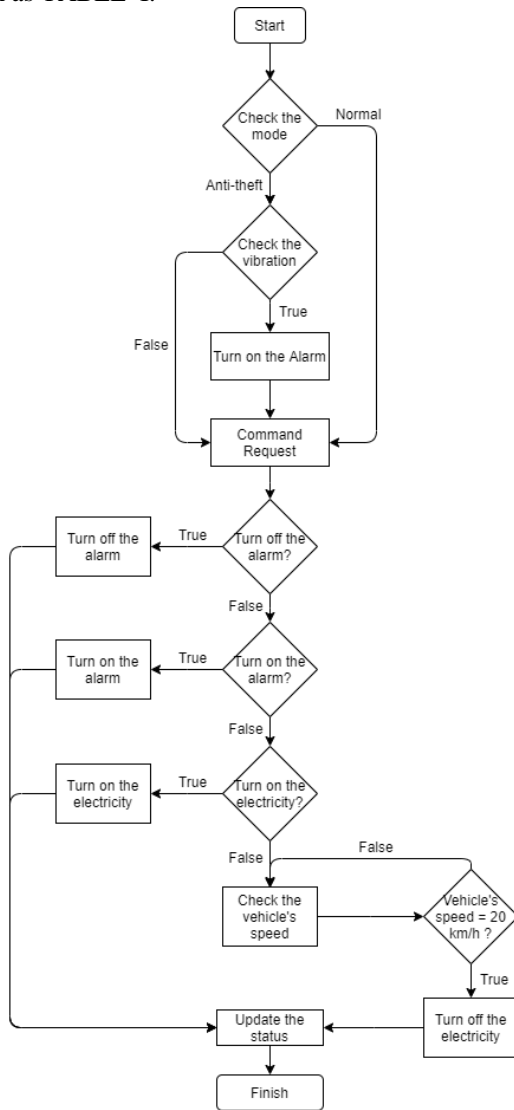 as TABLE 4.
Start
Check the
mode
Normal
Anti-theft
Check the
vibration
True
False
Turn on the Alarm
Command
Request
Turn off the
alarm
True
Turn off the
alarm?
False
Turn on the
alarm
True
Turn on the
alarm?
False
Turn on the
electricity
True
Turn on the
electricity?
False
False
Check the
vehicle's
speed
Vehicle's
speed = 20
km/h ?
True
Update the
status
Turn off the
electricity
Finish